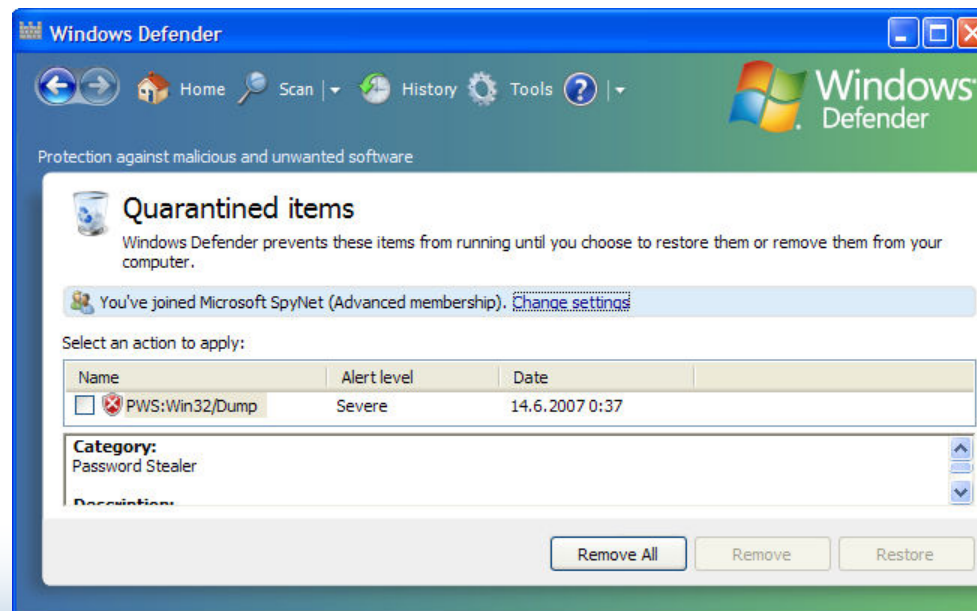 Windows Defender
Home Scan History Tools
Windows
Defender
Protection against malicious and unwanted software
Quarantined items
Windows Defender prevents these items from running until you choose to restore them or remove them from your
computer.
You've joined Microsoft SpyNet (Advanced membership). Change settings
Select an action to apply:
Name Alert level Date
PWS:Win32/Dump Severe 14.6.2007 0:37
Category:
Password Stealer
Description:
Remove All Remove Restore